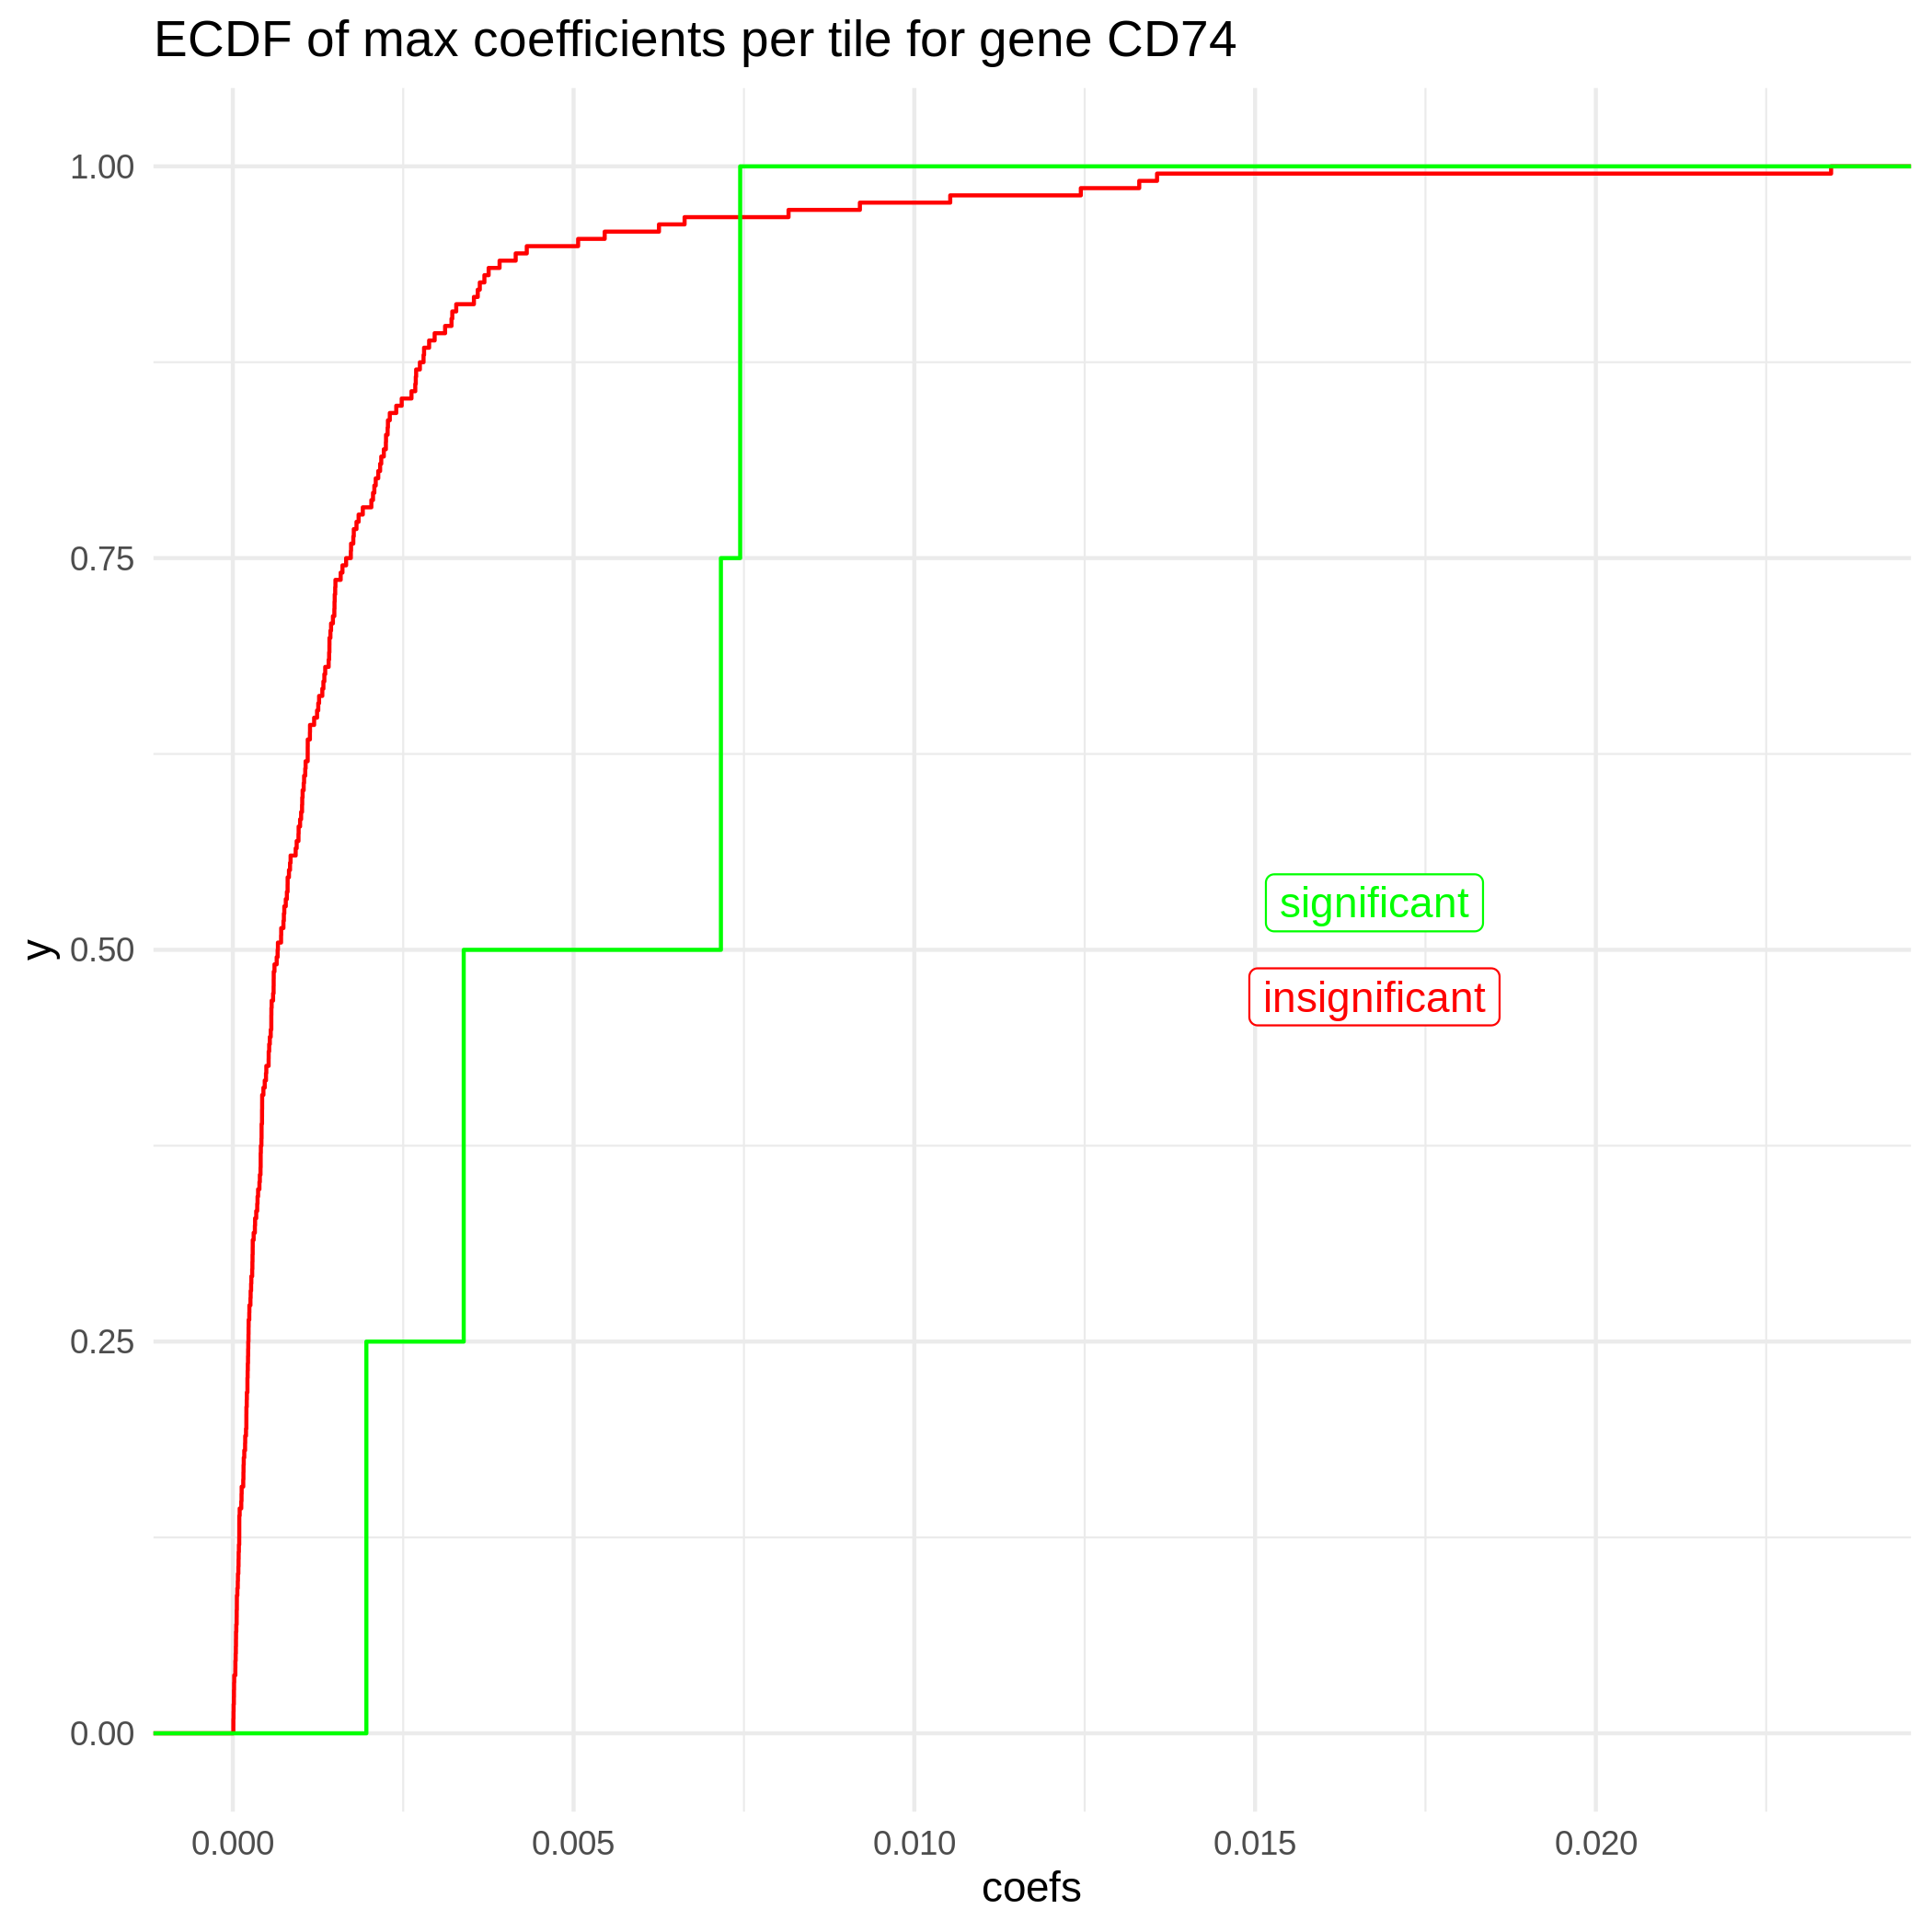 ECDF of max coefficients per tile for gene CD74
1.00
0.75
0.50
0.25
0.00
y
significant
insignificant
0.000 0.005 0.010 0.015 0.020
coefs